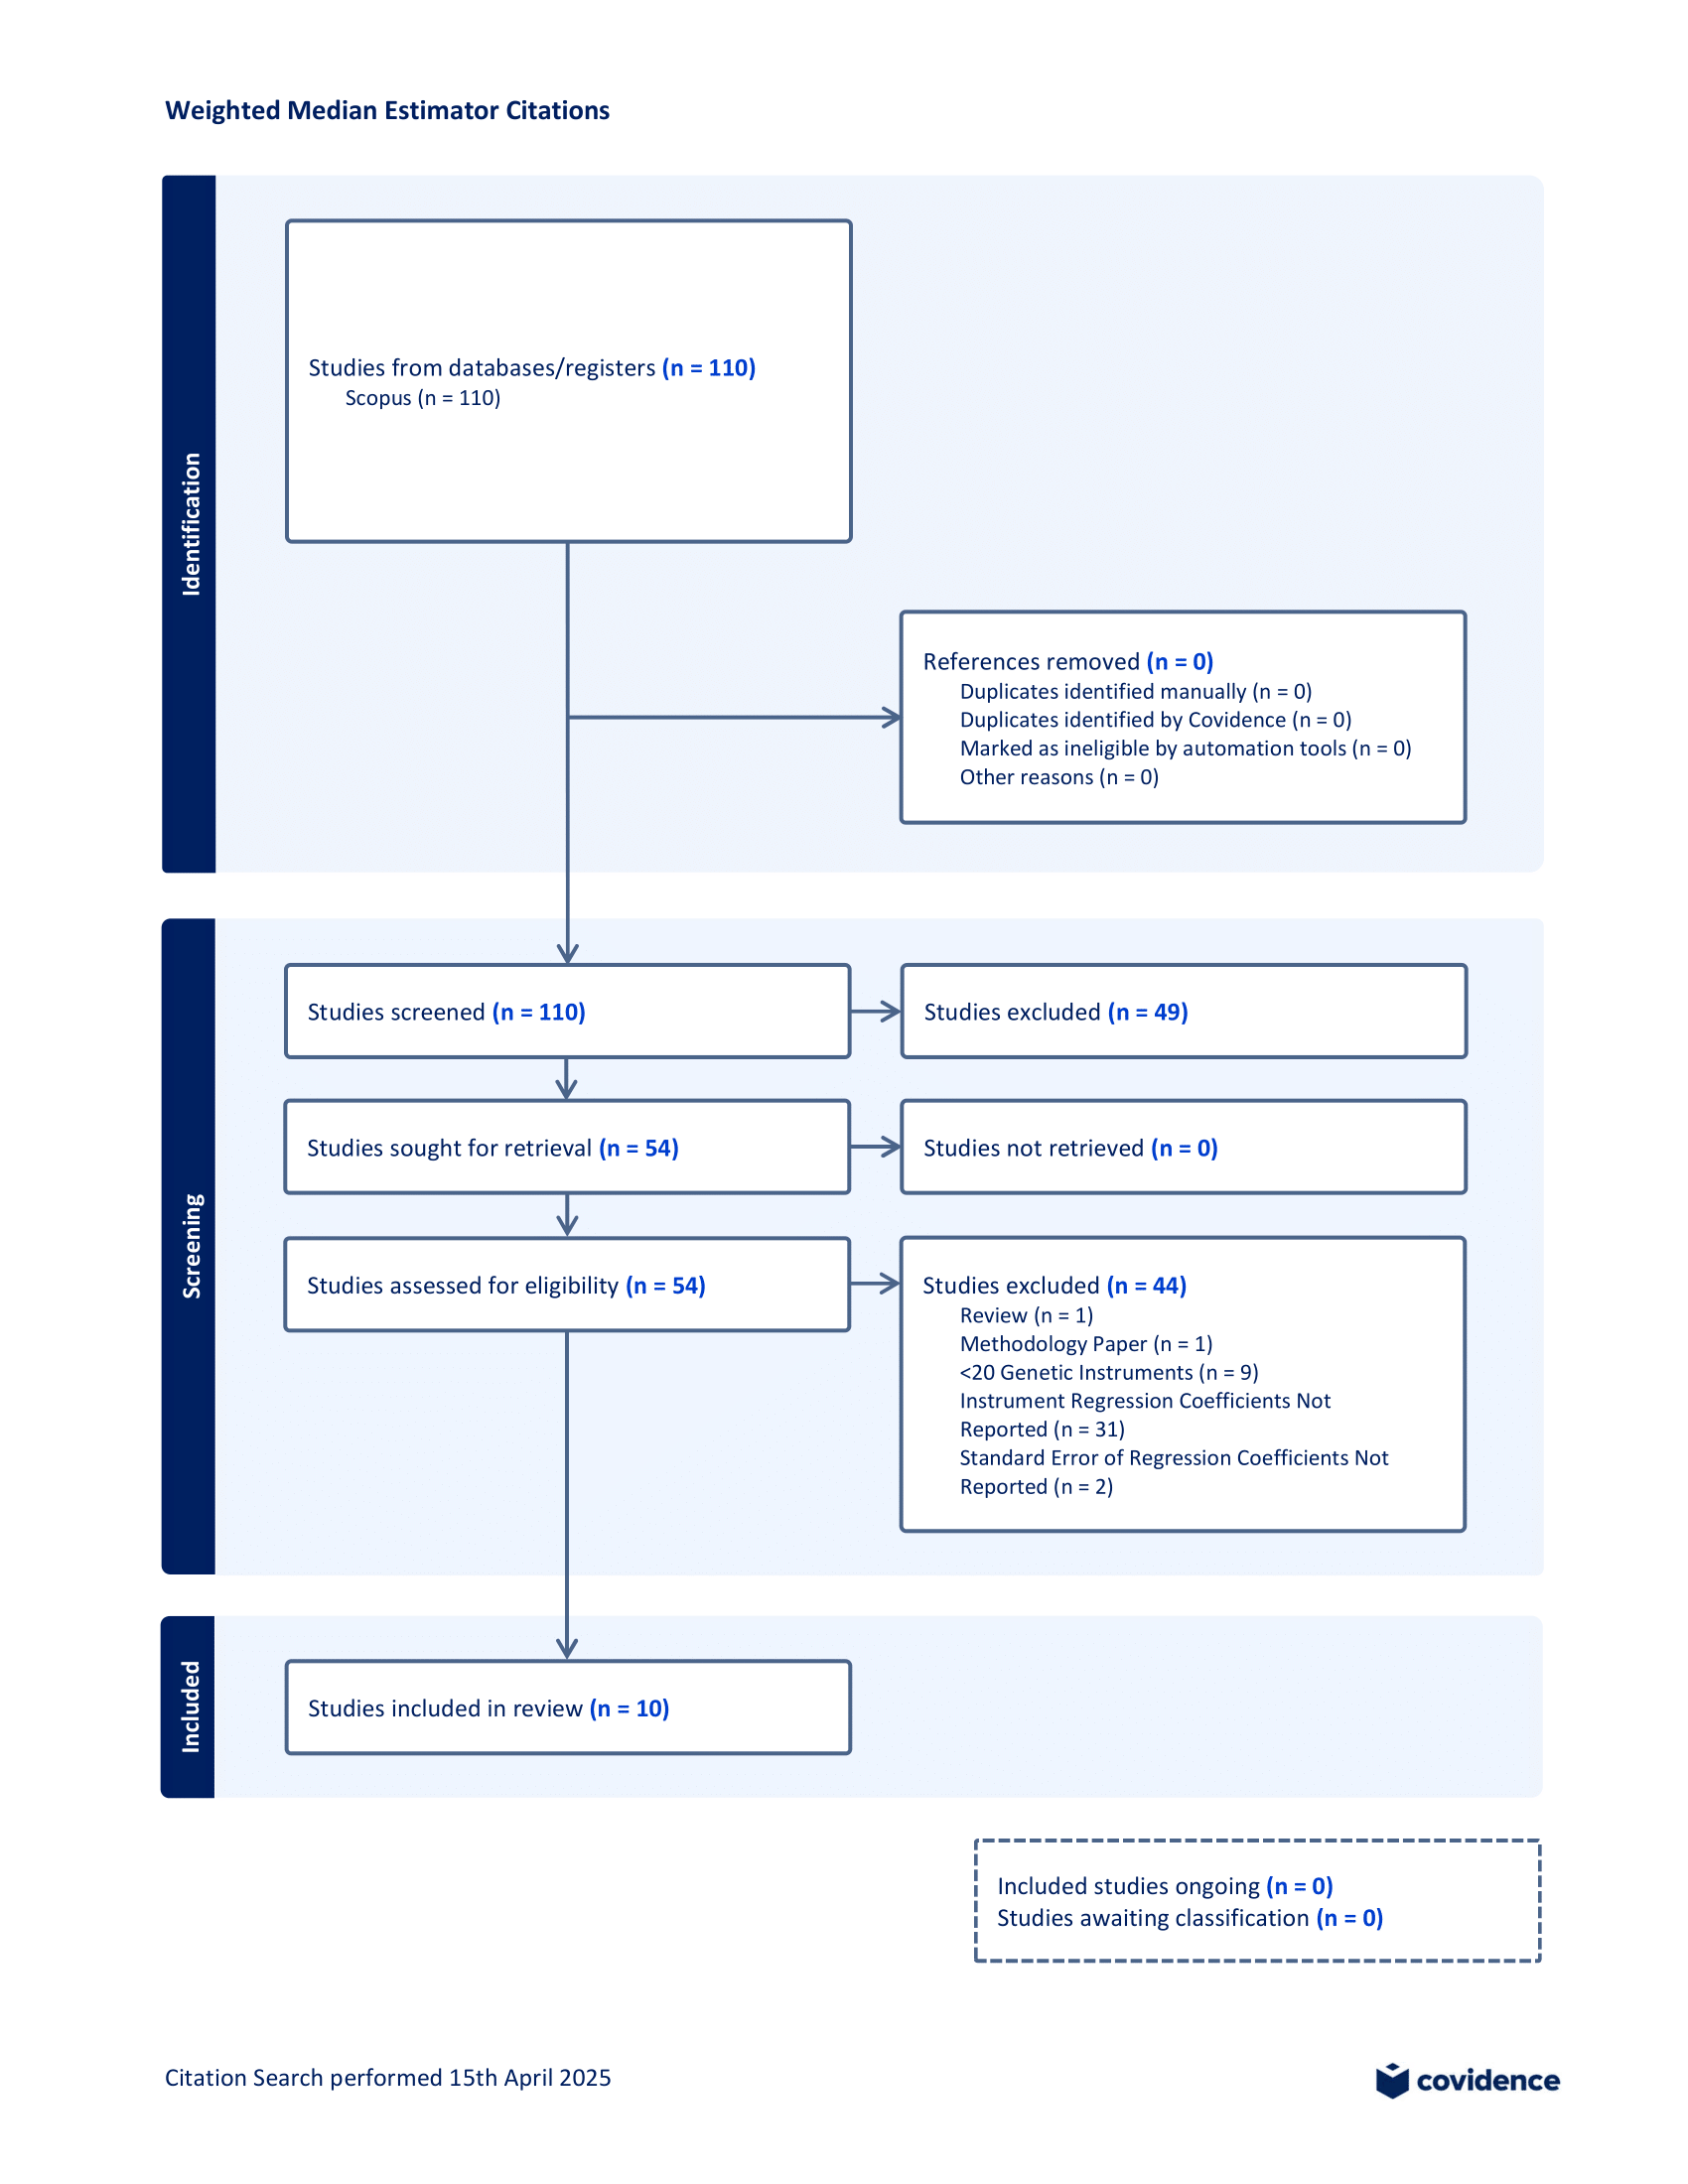 Weighted Median Estimator Citations
Identification
Studies from databases/registers (n = 110)
Scopus (n = 110)
References removed (n = 0)
Duplicates identified manually (n = 0)
Duplicates identified by Covidence (n = 0)
Marked as ineligible by automation tools (n = 0)
Other reasons (n = 0)
Screening
Studies screened (n = 110)
Studies excluded (n = 49)
Studies sought for retrieval (n = 54)
Studies not retrieved (n = 0)
Studies assessed for eligibility (n = 54)
Studies excluded (n = 44)
Review (n = 1)
Methodology Paper (n = 1)
<20 Genetic Instruments (n = 9)
Instrument Regression Coefficients Not
Reported (n = 31)
Standard Error of Regression Coefficients Not
Reported (n = 2)
Included
Studies included in review (n = 10)
Included studies ongoing (n = 0)
Studies awaiting classification (n = 0)
Citation Search performed 15th April 2025
covidence